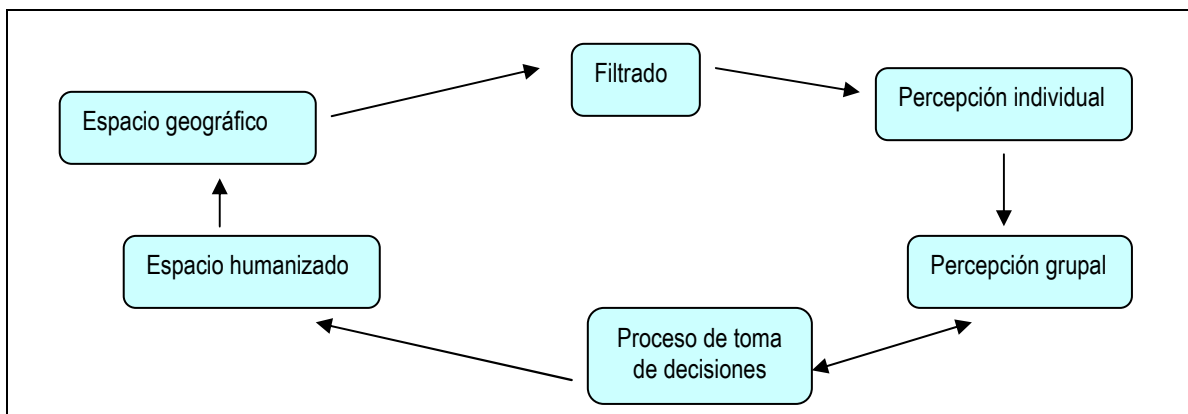 Filtrado
Percepción individual
Espacio geográfico
Espacio humanizado
Percepción grupal
Proceso de toma
de decisiones